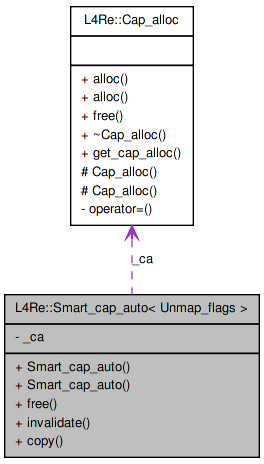 L4Re::Cap_alloc
+ alloc()
+ alloc()
+ free()
+ ~Cap_alloc()
+ get_cap_alloc()
# Cap_alloc()
# Cap_alloc()
- operator=()
_ca
L4Re::Smart_cap_auto< Unmap_flags >
- _ca
+ Smart_cap_auto()
+ Smart_cap_auto()
+ free()
+ invalidate()
+ copy()